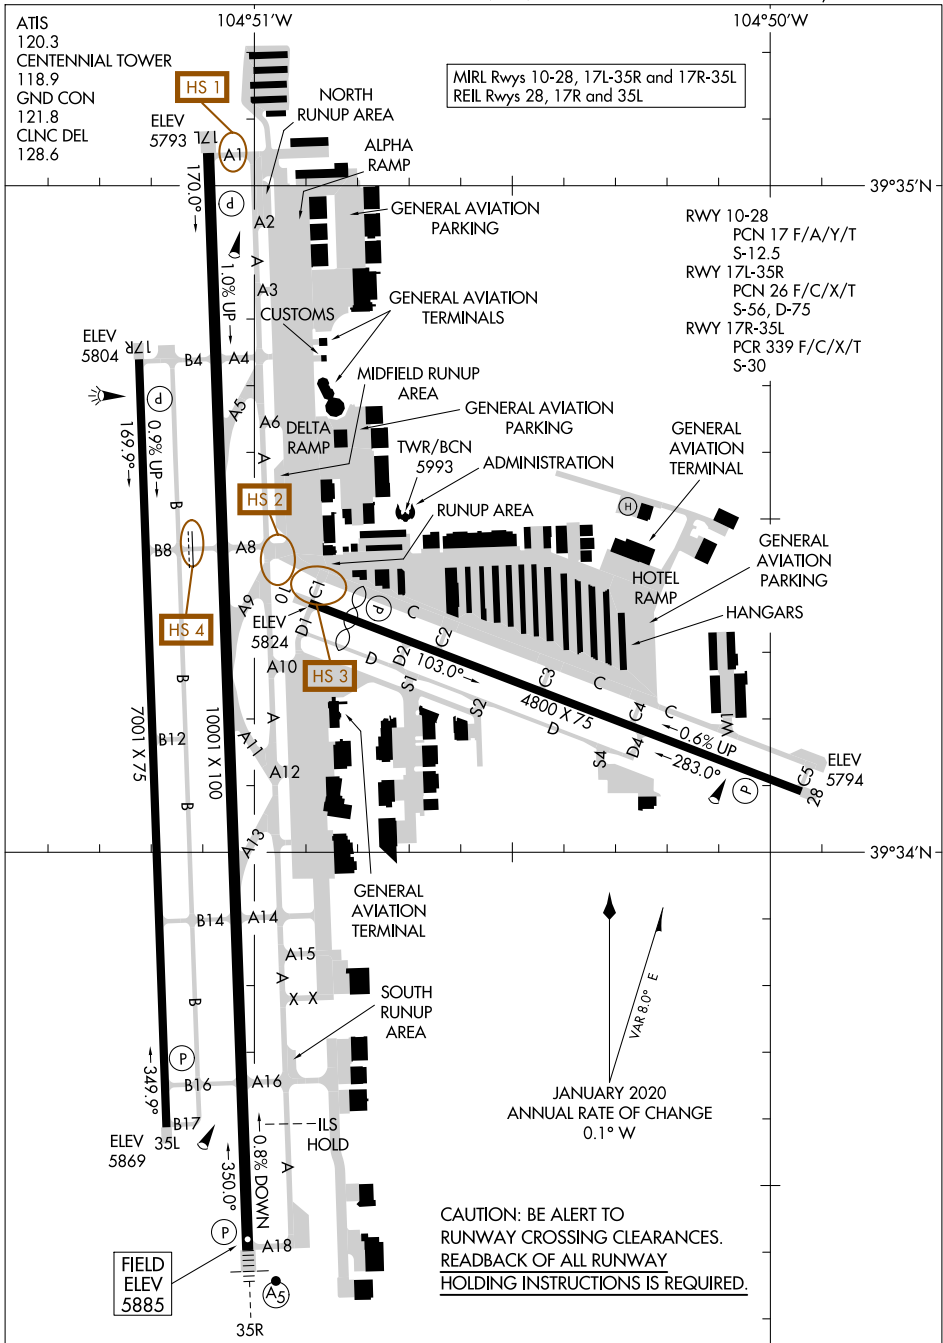 104°51'W
104°50'W
ATIS
120.3
CENTENNIAL TOWER
118.9
GND CON
121.8
CLNC DEL
128.6
HS 1
MIRL Rwys 10-28, 17L-35R and 17R-35L
REIL Rwys 28, 17R and 35L
NORTH
RUNUP AREA
ELEV
5793
17L
A1
ALPHA
RAMP
39°35'N
170.0°
P
A2
GENERAL AVIATION
PARKING
RWY 10-28
PCN 17 F/A/Y/T
S-12.5
RWY 17L-35R
PCN 26 F/C/X/T
S-56, D-75
RWY 17R-35L
PCR 339 F/C/X/T
S-30
A
1.0% UP
A3
GENERAL AVIATION
TERMINALS
CUSTOMS
ELEV
5804
17R
B4
A4
MIDFIELD RUNUP
AREA
P
A5
A6
GENERAL AVIATION
PARKING
DELTA
RAMP
169.9°
0.9% UP
A
TWR/BCN
5993
ADMINISTRATION
GENERAL
AVIATION
TERMINAL
HS 2
B
H
RUNUP AREA
B8
A8
GENERAL
AVIATION
PARKING
HOTEL
RAMP
HANGARS
HS 4
A9
10
C1
P
C
ELEV
5824
D1
C2
HS 3
A10
D
D2
103.0°
B
S1
C3
C
A
S2
4800 X 75
C4
C
W1
7001 X 75
B12
10001 X 100
A11
D
D4
0.6% UP
283.0°
S4
A12
ELEV
5794
C5
28
P
B
A13
39°34'N
GENERAL
AVIATION
TERMINAL
B14
A14
A15
A
B
X X
SOUTH
RUNUP
AREA
VAR 8.0° E
P
349.9°
B16
A16
JANUARY 2020
ANNUAL RATE OF CHANGE
0.1° W
B17
35L
ELEV
5869
ILS
HOLD
350.0°
0.8% DOWN
A
P
A18
CAUTION: BE ALERT TO
RUNWAY CROSSING CLEARANCES.
READBACK OF ALL RUNWAY
HOLDING INSTRUCTIONS IS REQUIRED.
FIELD
ELEV
5885
A5
35R